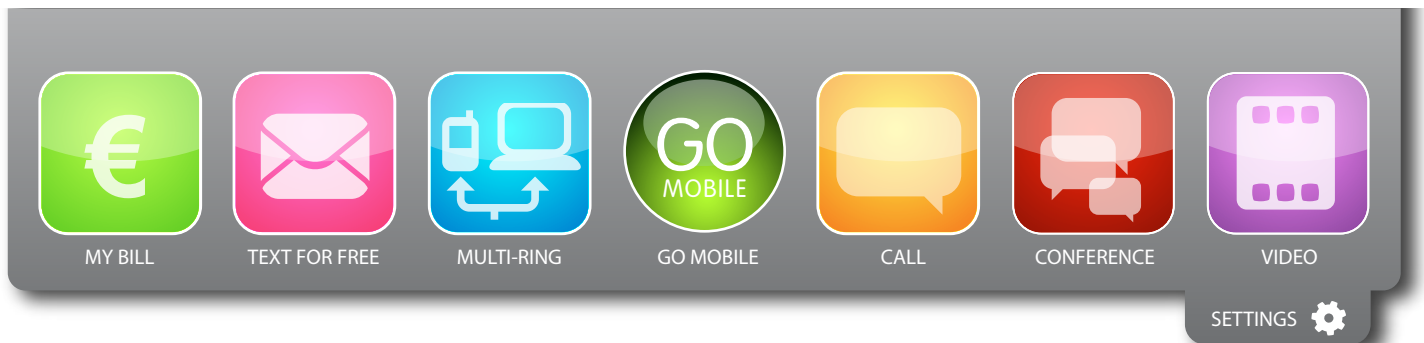 €
GO
MOBILE
MY BILL
TEXT FOR FREE
MULTI-RING
GO MOBILE
CALL
CONFERENCE
VIDEO
SETTINGS